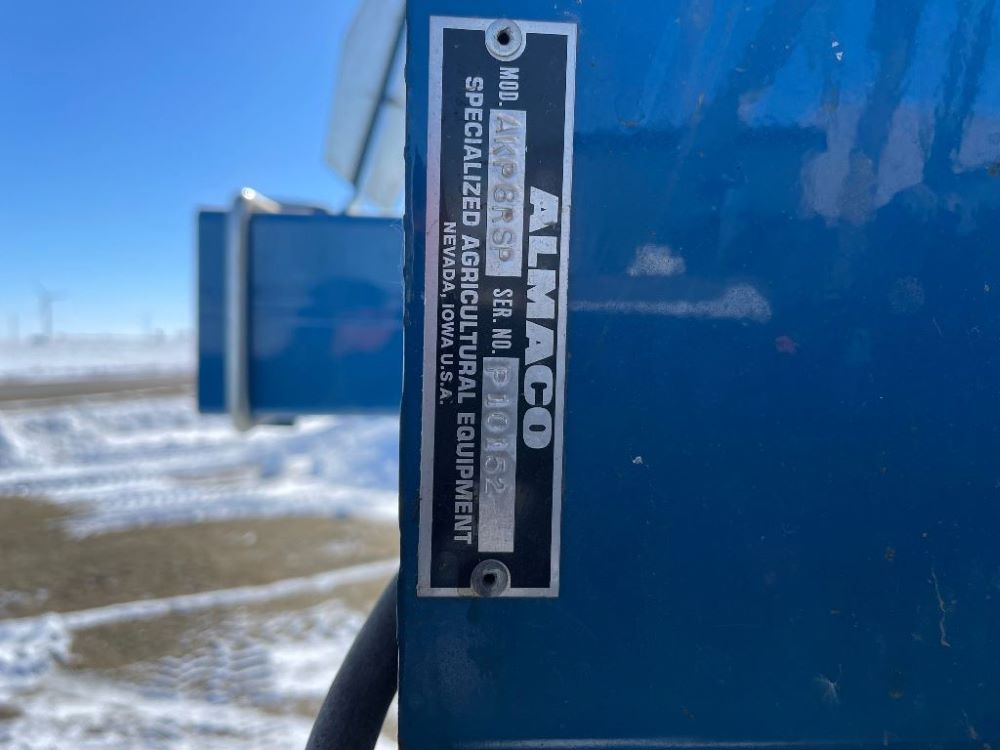 ALMACO
MOD. AKP8RSP SER. NO. P10152
SPECIALIZED AGRICULTURAL EQUIPMENT
NEVADA, IOWA U.S.A.